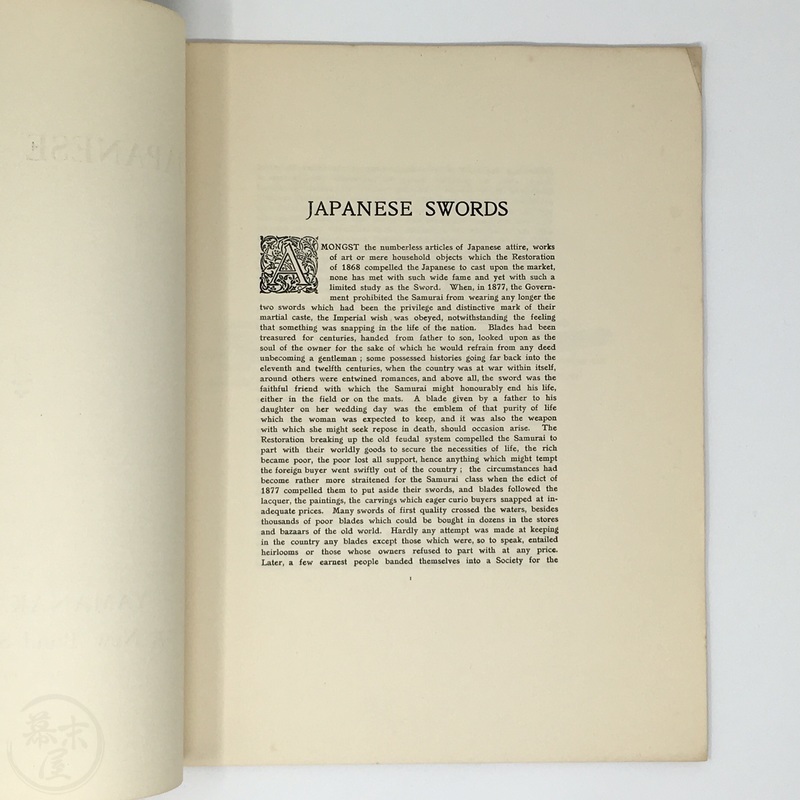 JAPANESE SWORDS
AMONGST the numberless articles of Japanese attire, works
of art or mere household objects which the Restoration
of 1868 compelled the Japanese to cast upon the market,
none has met with such wide fame and yet with such a
limited study as the Sword. When, in 1877, the Govern-
ment prohibited the Samurai from wearing any longer the
two swords which had been the privilege and distinctive mark of their
martial caste, the Imperial wish was obeyed, notwithstanding the feeling
that something was snapping in the life of the nation. Blades had been
treasured for centuries, handed from father to son, looked upon as the
soul of the owner for the sake of which he would refrain from any deed
unbecoming a gentleman ; some possessed histories going far back into the
eleventh and twelfth centuries, when the country was at war within itself,
around others were entwined romances, and above all, the sword was the
faithful friend with which the Samurai might honourably end his life,
either in the field or on the mats. A blade given by a father to his
daughter on her wedding day was the emblem of that purity of life
which the woman was expected to keep, and it was also the weapon
with which she might seek repose in death, should occasion arise. The
Restoration breaking up the old feudal system compelled the Samurai to
part with their worldly goods to secure the necessities of life, the rich
became poor, the poor lost all support, hence anything which might tempt
the foreign buyer went swiftly out of the country ; the circumstances had
become rather more straitened for the Samurai class when the edict of
1877 compelled them to put aside their swords, and blades followed the
lacquer, the paintings, the carvings which eager curio buyers snapped at in-
adequate prices. Many swords of first quality crossed the waters, besides
thousands of poor blades which could be bought in dozens in the stores
and bazaars of the old world. Hardly any attempt was made at keeping
in the country any blades except those which were, so to speak, entailed
heirlooms or those whose owners refused to part with at any price.
Later, a few earnest people banded themselves into a Society for the
1
幕末
屋